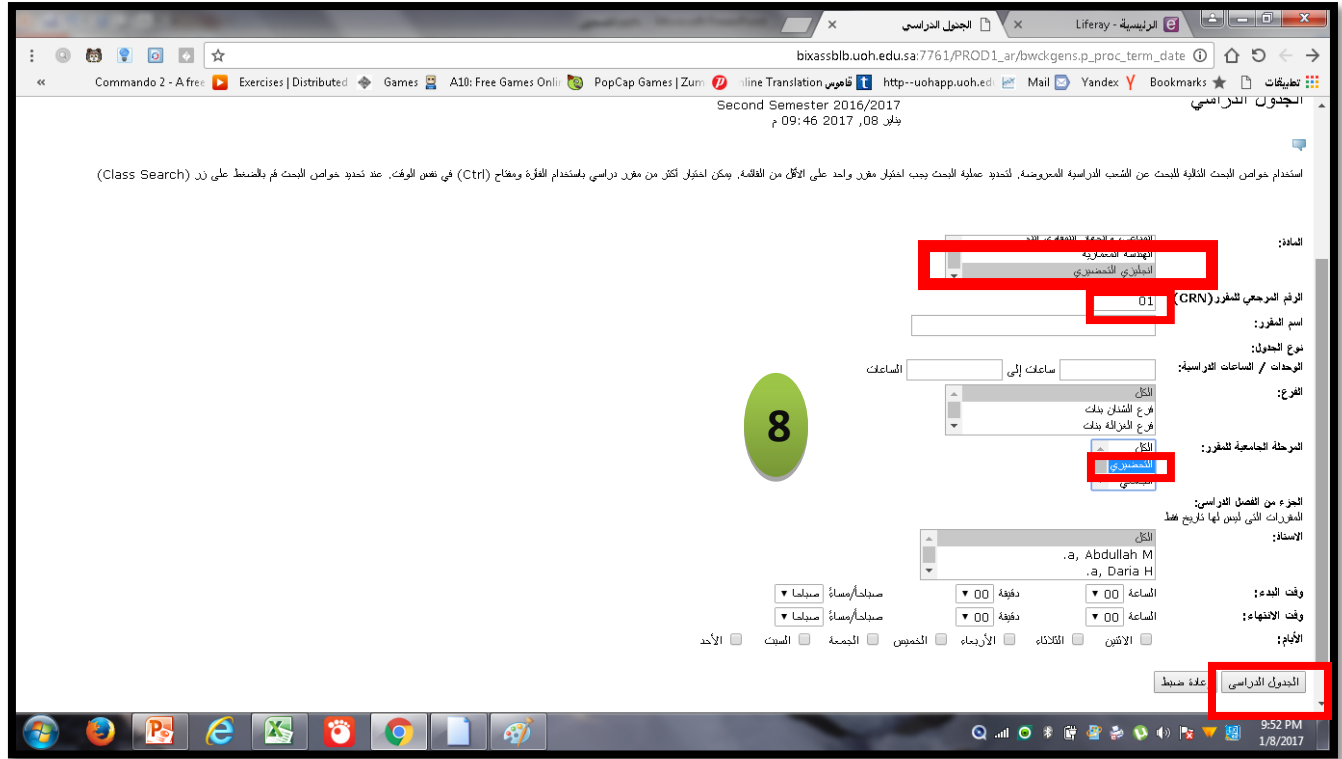 الجدول الدراسي
الرئيسية - Liferay
bixassblb.uoh.edu.sa:7761/PROD1_ar/bwckgens.p_proc_term_date
تطبيقات
Bookmarks
Yandex
Mail
http--uohapp.uoh.ed
nline Translation قاموس
PopCap Games | Zum
A10: Free Games Onli
Games
Exercises | Distributed
Commando 2 - A free
الجدول الدراسي
Second Semester 2016/2017
يناير 08, 2017 09:46 م
استخدام خواص البحث التالية للبحث عن الشعب الدراسية المعروضة. لتحديد عملية البحث يجب اختيار مقرر واحد على الأقل من القائمة. يمكن اختيار أكثر من مقرر دراسي باستخدام الفأرة ومفتاح (Ctrl) في نفس الوقت. عند تحديد خواص البحث قم بالضغط على زر (Class Search)
المادة:
الهندسة المعمارية
انجليزي التحضيري
الرقم المرجعي للمقرر(CRN)
01
اسم المقرر:
نوع الجدول:
الوحدات / الساعات الدراسية:
ساعات إلى
الساعات
الفرع:
الكل
فرع الشنان بنات
فرع الغزالة بنات
8
المرحلة الجامعية للمقرر:
الكل
التحضيري
الجزء من الفصل الدراسي:
المقررات التى ليس لها تاريخ فقط
الاستاذ:
الكل
a, Abdullah M.
a, Daria H.
وقت البدء: الساعة 00 دقيقة 00 صباحاً/مساءً صباحا
وقت الانتهاء: الساعة 00 دقيقة 00 صباحاً/مساءً صباحا
الأيام: الاثنين الثلاثاء الأربعاء الخميس الجمعة السبت الأحد
الجدول الدراسى
عادة ضبط
9:52 PM
1/8/2017